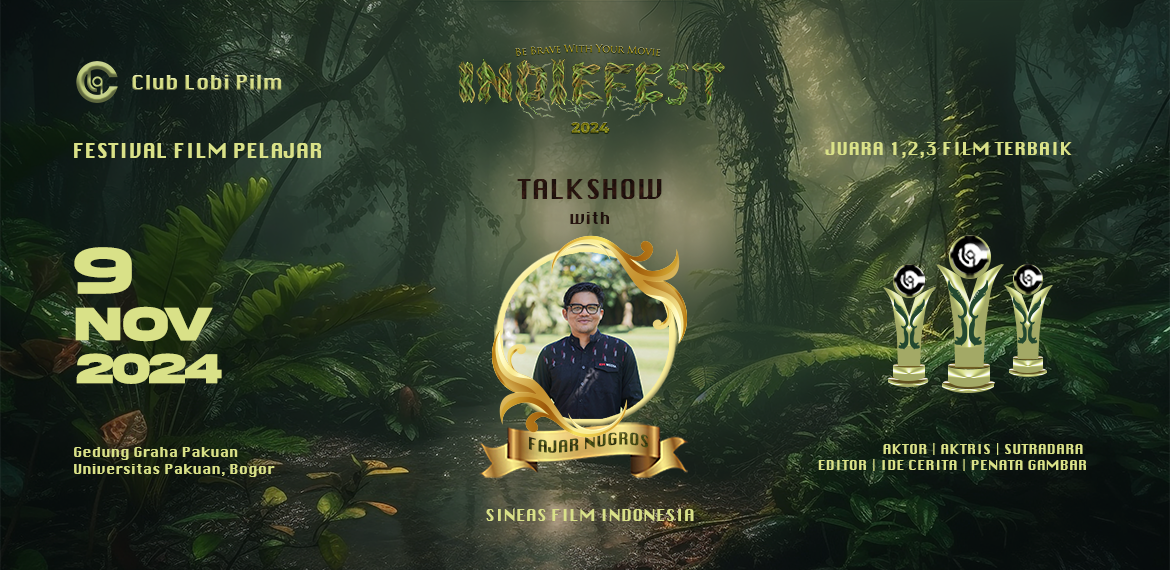 Club Lobi Pilm
FESTIVAL FILM PELAJAR
9
NOV
2024
Gedung Graha Pakuan
Universitas Pakuan, Bogor
BE BRAVE WITH YOUR MOVIE
INDIEFEST
2024
TALKSHOW
with
FAJAR NUGROS
SINEAS FILM INDONESIA
JUARA 1,2,3 FILM TERBAIK
AKTOR | AKTRIS | SUTRADARA
EDITOR | IDE CERITA | PENATA GAMBAR